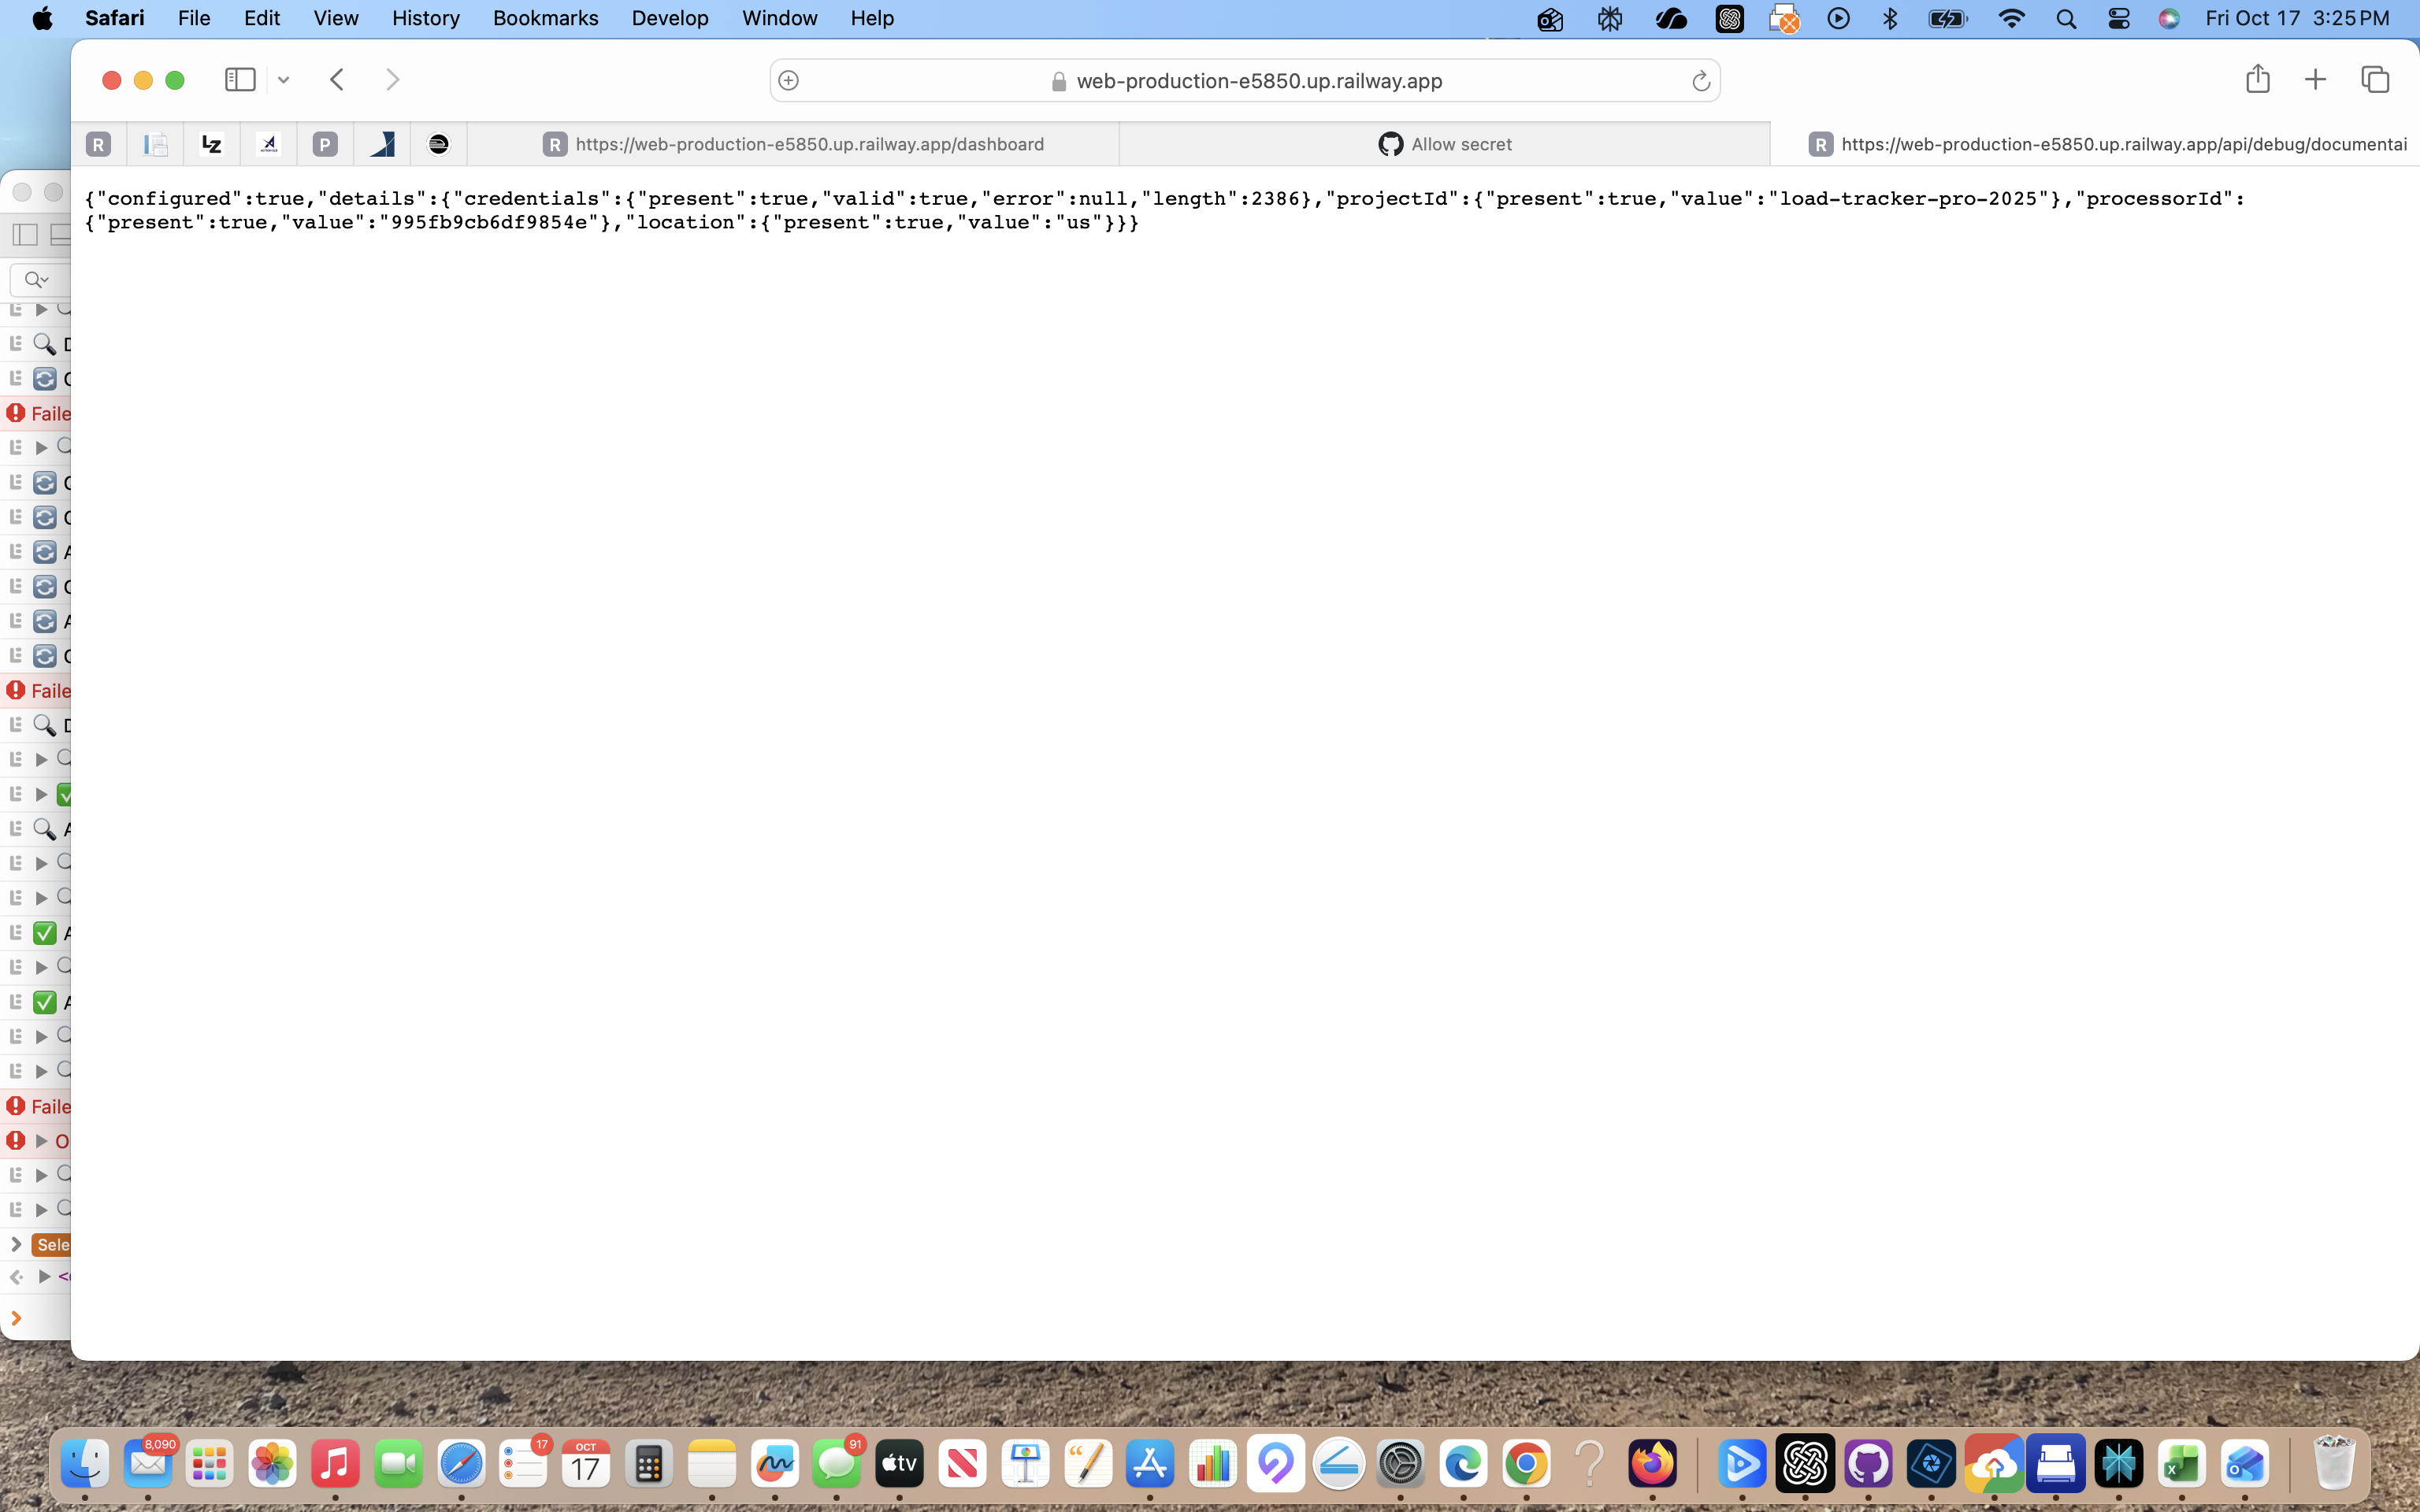 Safari File Edit View History Bookmarks Develop Window Help Fri Oct 17 3:25 PM
web-production-e5850.up.railway.app
R LZ P R https://web-production-e5850.up.railway.app/dashboard Allow secret R https://web-production-e5850.up.railway.app/api/debug/documentai
{"configured":true,"details":{"credentials":{"present":true,"valid":true,"error":null,"length":2386},"projectId":{"present":true,"value":"load-tracker-pro-2025"},"processorId":
{"present":true,"value":"995fb9cb6df9854e"},"location":{"present":true,"value":"us"}}}
Faile
Faile
Faile
O
Sele
8,090
17
OCT
17
91
tv